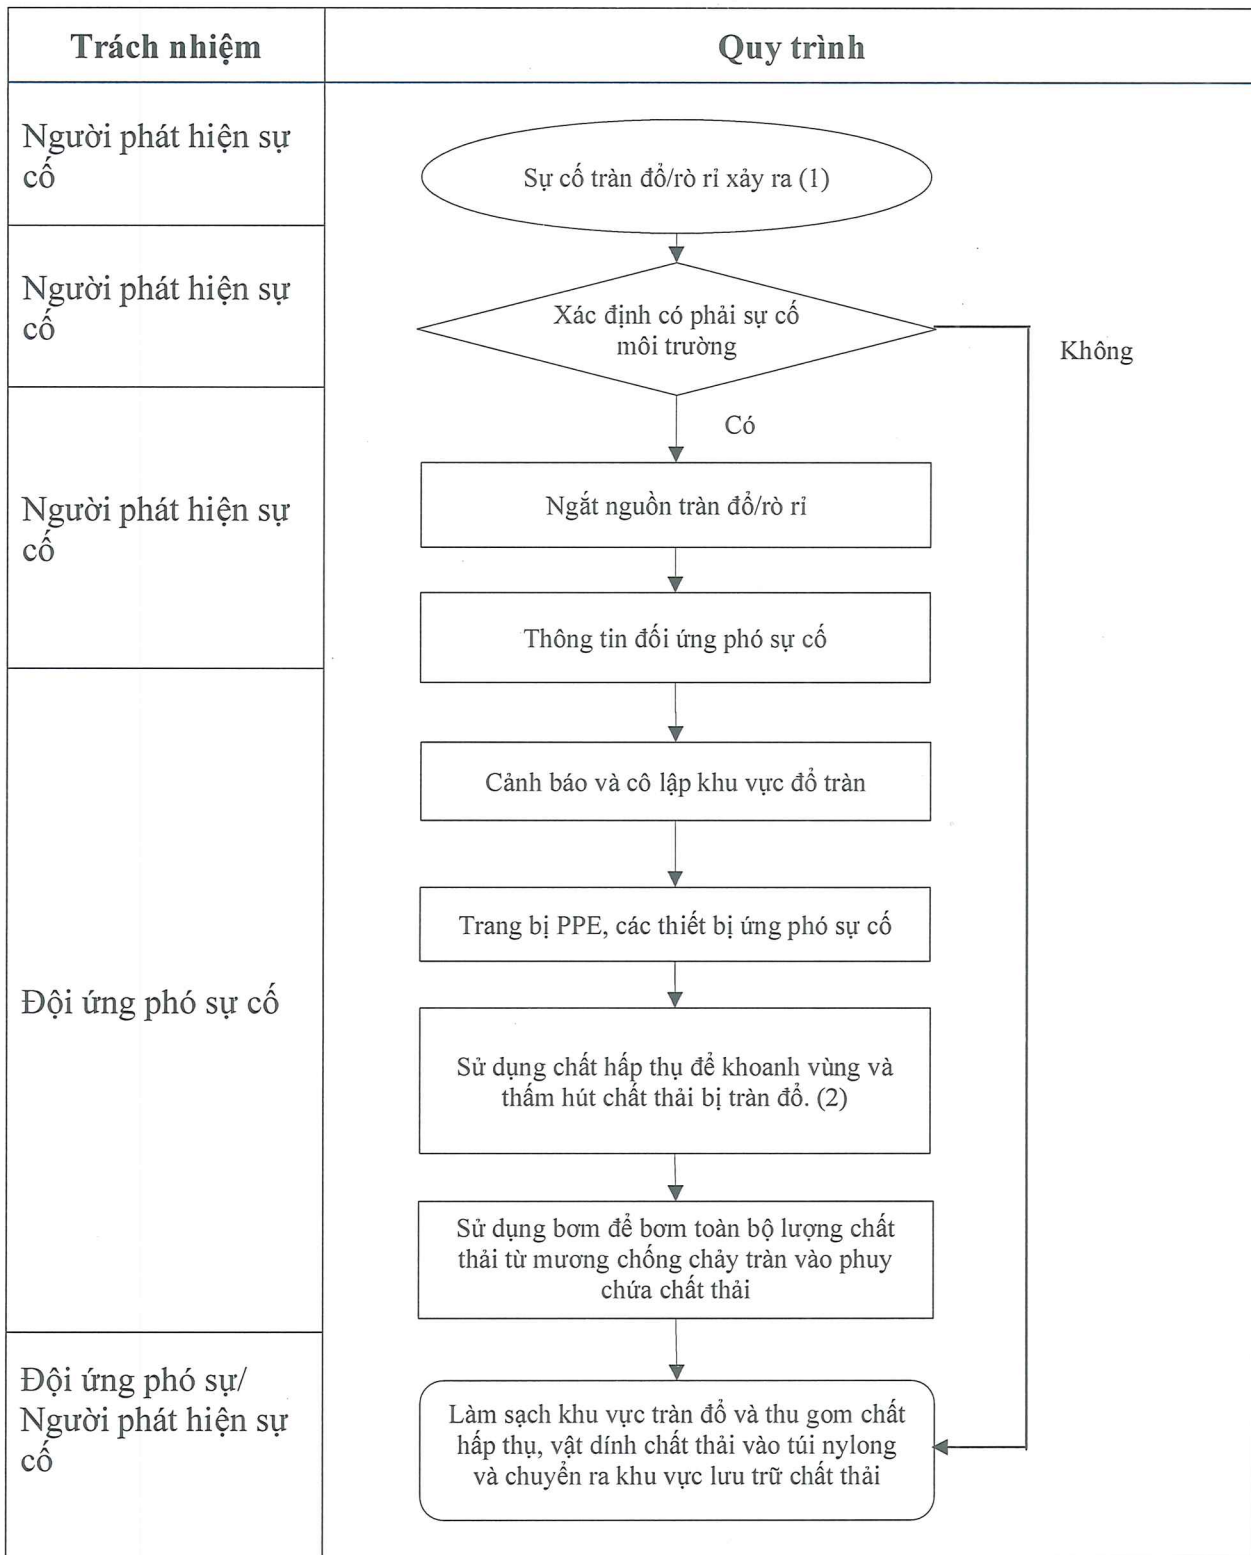 Trách nhiệm
Quy trình
Người phát hiện sự
cố
Sự cố tràn đổ/rò rỉ xảy ra (1)
Người phát hiện sự
cố
Xác định có phải sự cố
môi trường
Không
Có
Người phát hiện sự
cố
Ngắt nguồn tràn đổ/rò rỉ
Thông tin đối ứng phó sự cố
Cảnh báo và cô lập khu vực đổ tràn
Trang bị PPE, các thiết bị ứng phó sự cố
Đội ứng phó sự cố
Sử dụng chất hấp thụ để khoanh vùng và
thấm hút chất thải bị tràn đổ. (2)
Sử dụng bơm để bơm toàn bộ lượng chất
thải từ mương chống chảy tràn vào phuy
chứa chất thải
Đội ứng phó sự/
Người phát hiện sự
cố
Làm sạch khu vực tràn đổ và thu gom chất
hấp thụ, vật dính chất thải vào túi nylong
và chuyển ra khu vực lưu trữ chất thải